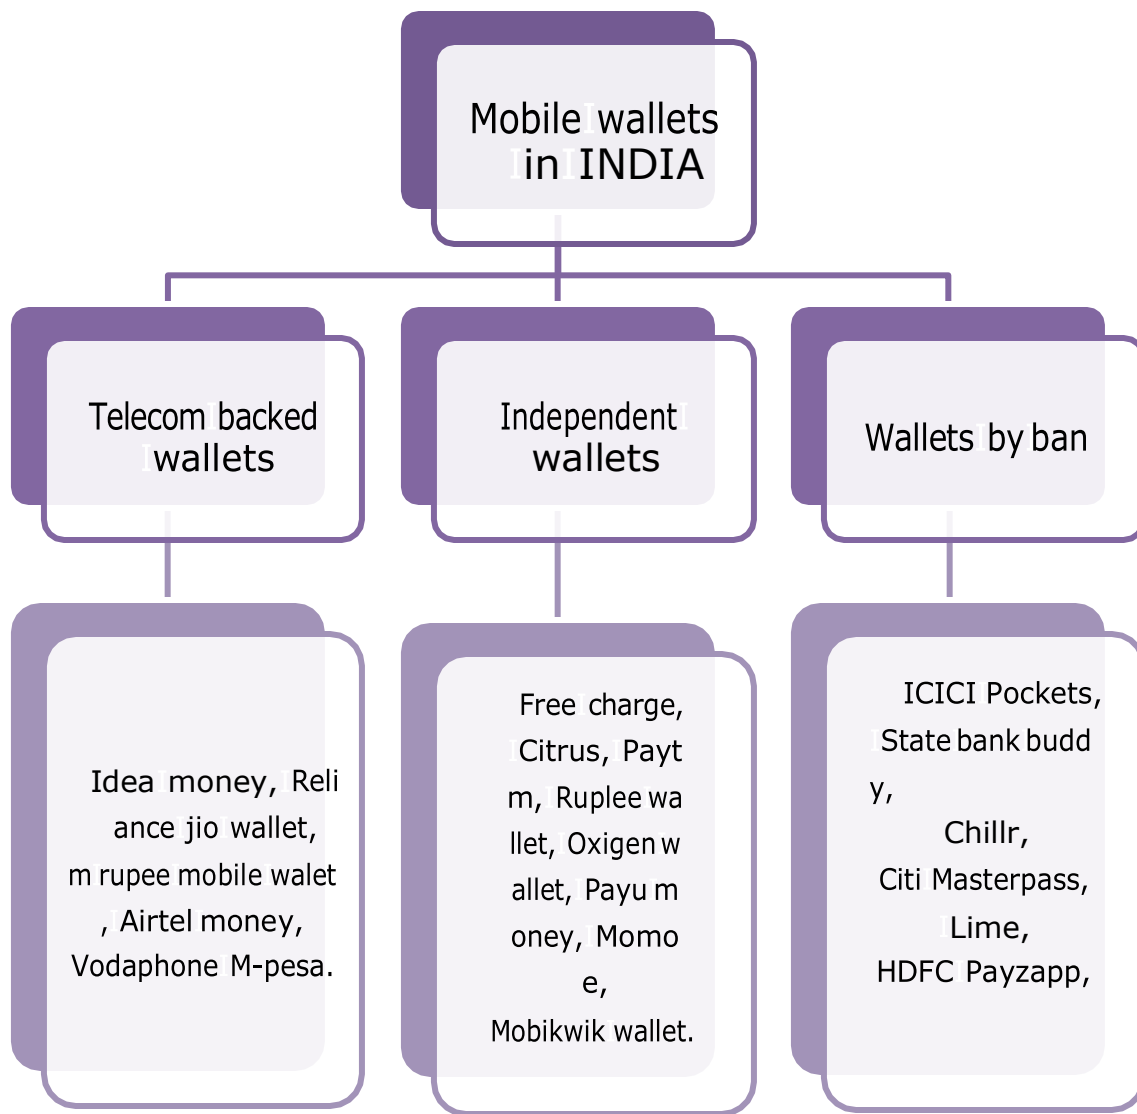 Mobile wallets
in INDIA
Telecom backed
wallets
Independent
wallets
Wallets by ban
Idea money, Reli
ance jio wallet,
m rupee mobile walet
, Airtel money,
Vodaphone M-pesa.
Free charge,
Citrus, Payt
m, Ruplee wa
llet, Oxigen w
allet, Payu m
oney, Momo
e,
Mobikwik wallet.
ICICI Pockets,
State bank budd
y,
Chillr,
Citi Masterpass,
Lime,
HDFC Payzapp,